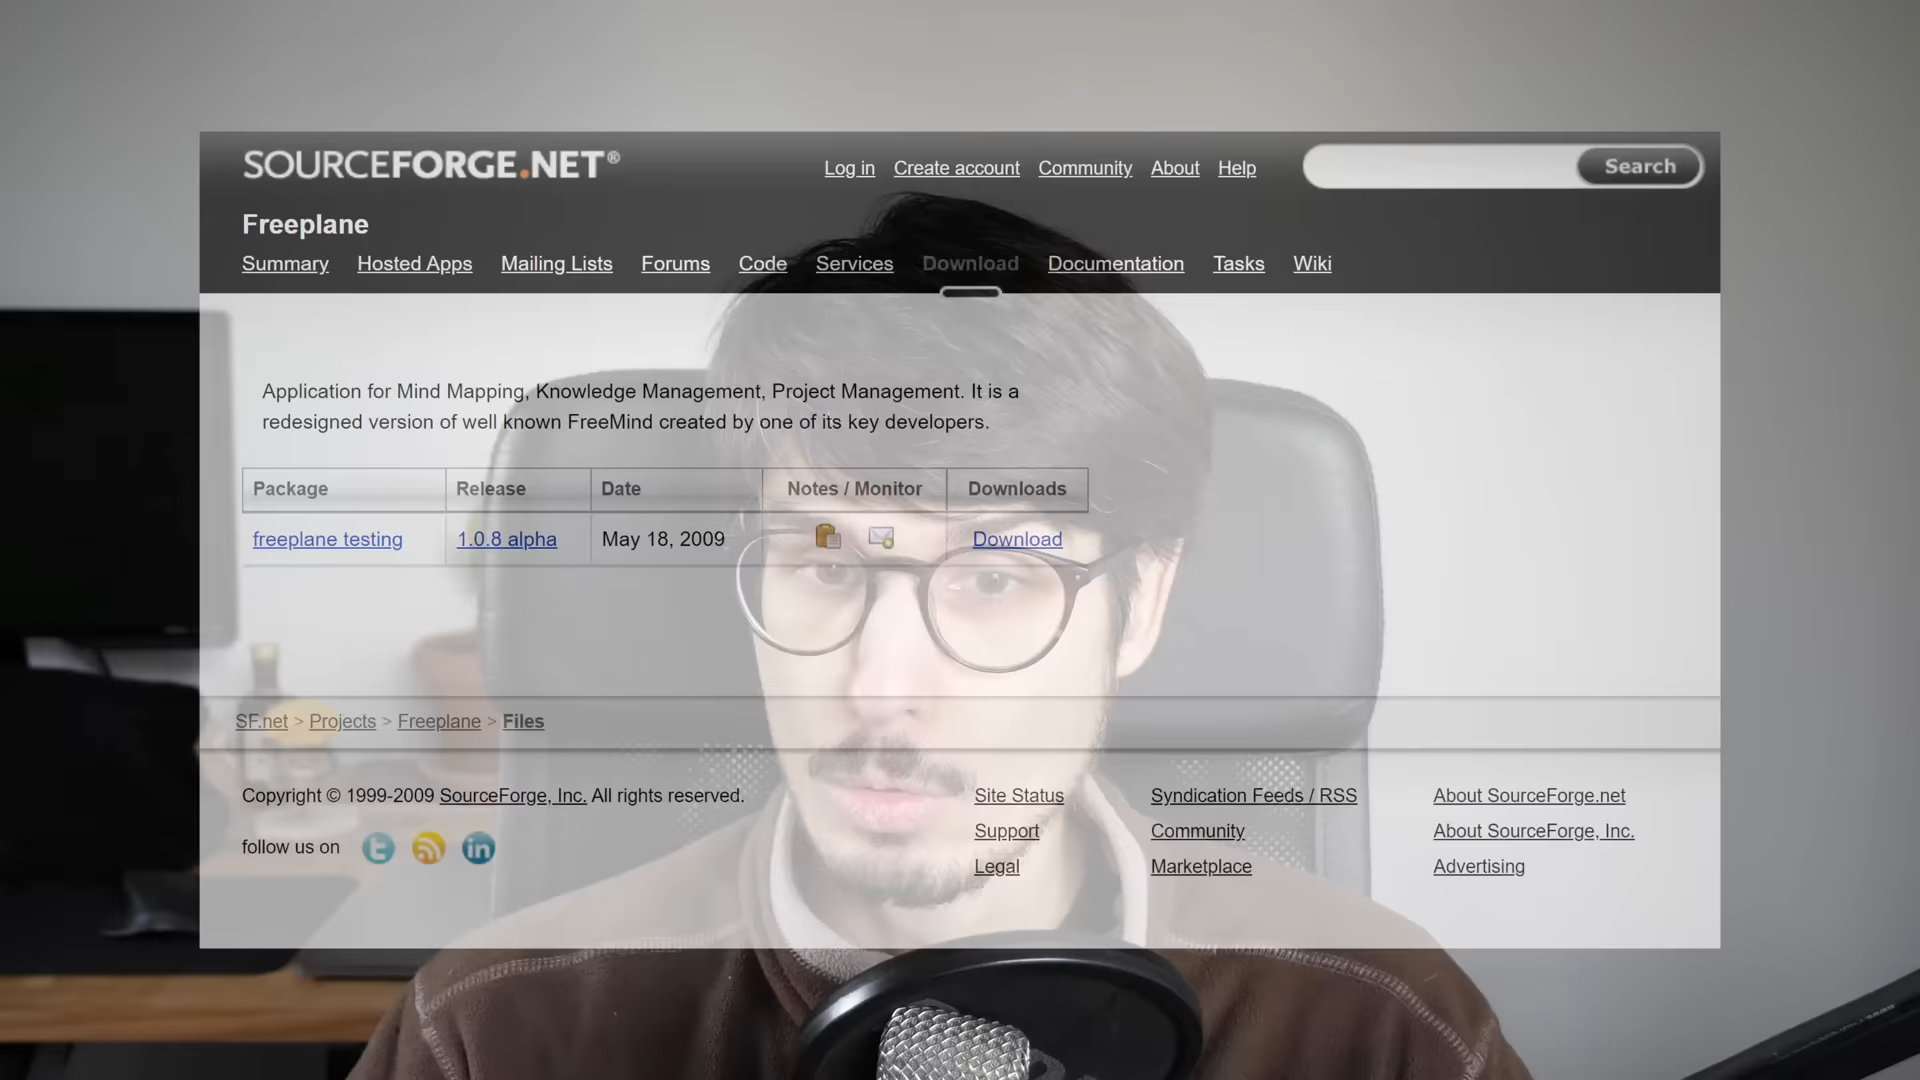 SOURCEFORGE.NET®
Log in Create account Community About Help
Search
Freeplane
Summary Hosted Apps Mailing Lists Forums Code Services Download Documentation Tasks Wiki
Application for Mind Mapping, Knowledge Management, Project Management. It is a
redesigned version of well known FreeMind created by one of its key developers.
Package Release Date Notes / Monitor Downloads
freeplane testing 1.0.8 alpha May 18, 2009 Download
SF.net > Projects > Freeplane > Files
Copyright © 1999-2009 SourceForge, Inc. All rights reserved.
follow us on
Site Status Syndication Feeds / RSS About SourceForge.net
Support Community About SourceForge, Inc.
Legal Marketplace Advertising